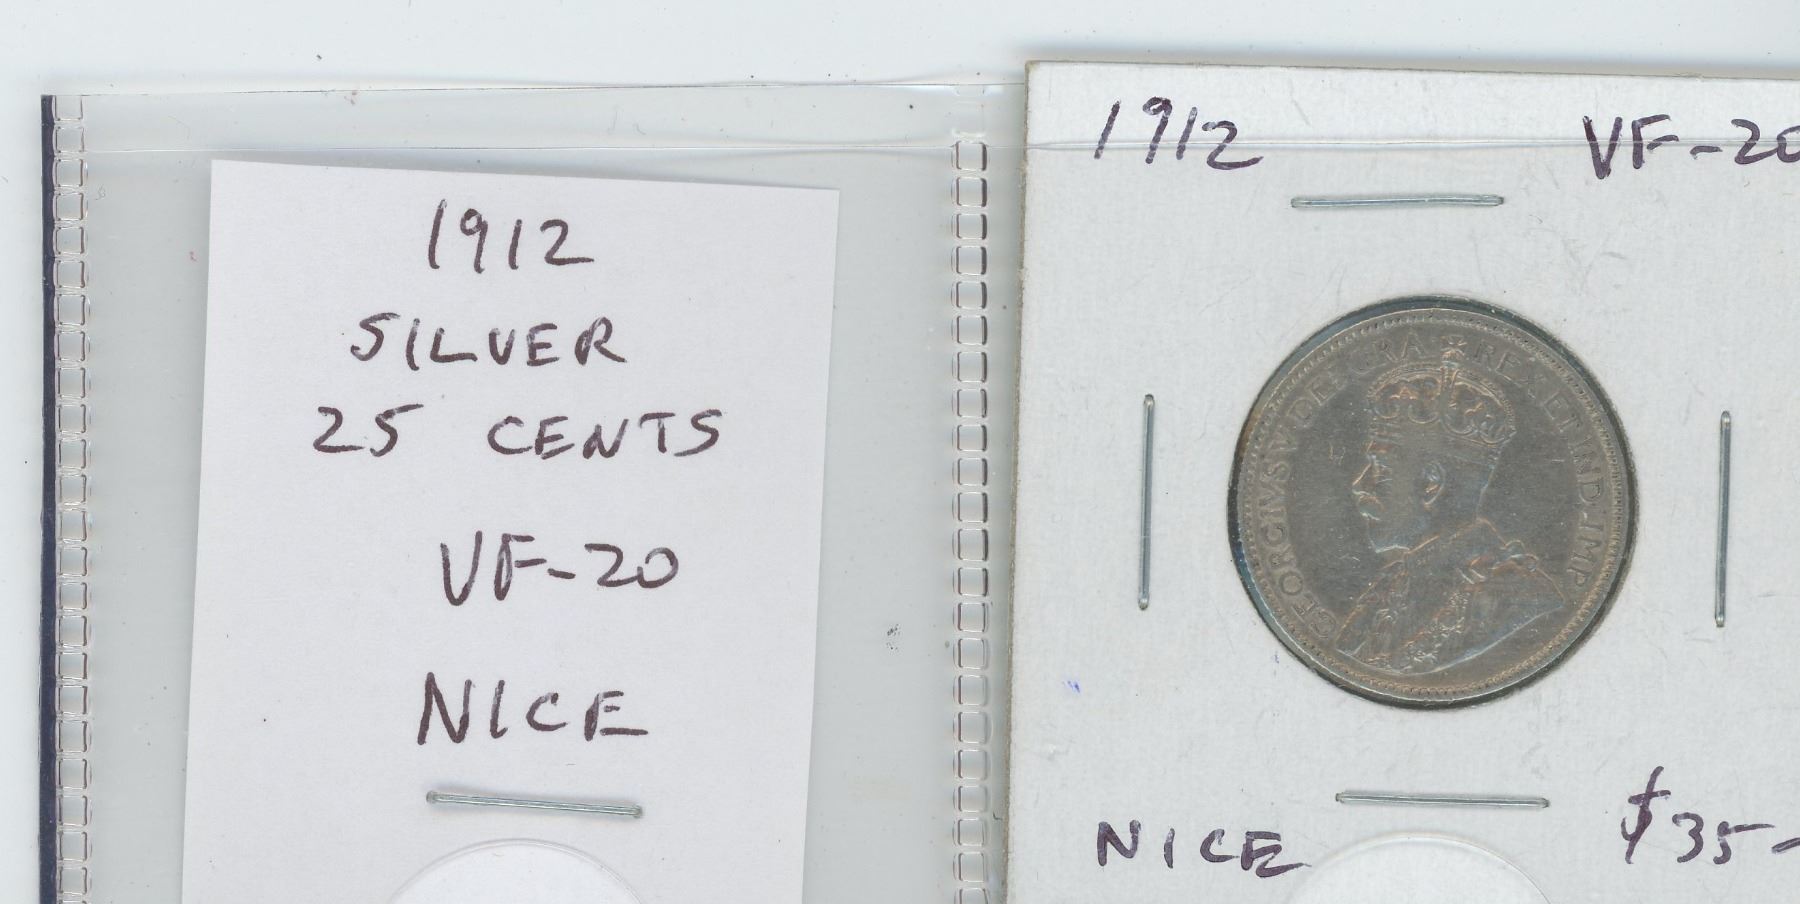 1912
SILVER
25 CENTS
VF-20
NICE
1912 VF-20
GEORGIVS V DEI GRA REX ET IND: IMP
NICE $35-